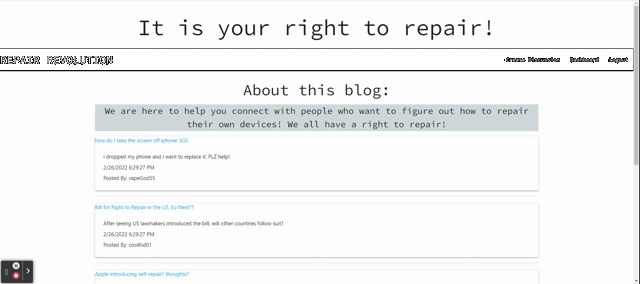 It is your right to repair!
REPAIR REVOLUTION
Dashboard
Logout
About this blog:
We are here to help you connect with people who want to figure out how to repair
their own devices! We all have a right to repair!
how do I take the screen off iphone 3GS
I dropped my phone and I want to replace it, PLZ help!
2/26/2022 6:29:27 PM
Posted By: vapeGod55
Bill for Right to Repair in the US, Eu Next??
After seeing US lawmakers introduced the bill, will other countries follow suit?
2/26/2022 6:29:27 PM
Posted By: coolKid01
Apple introducing self-repair? thoughts?